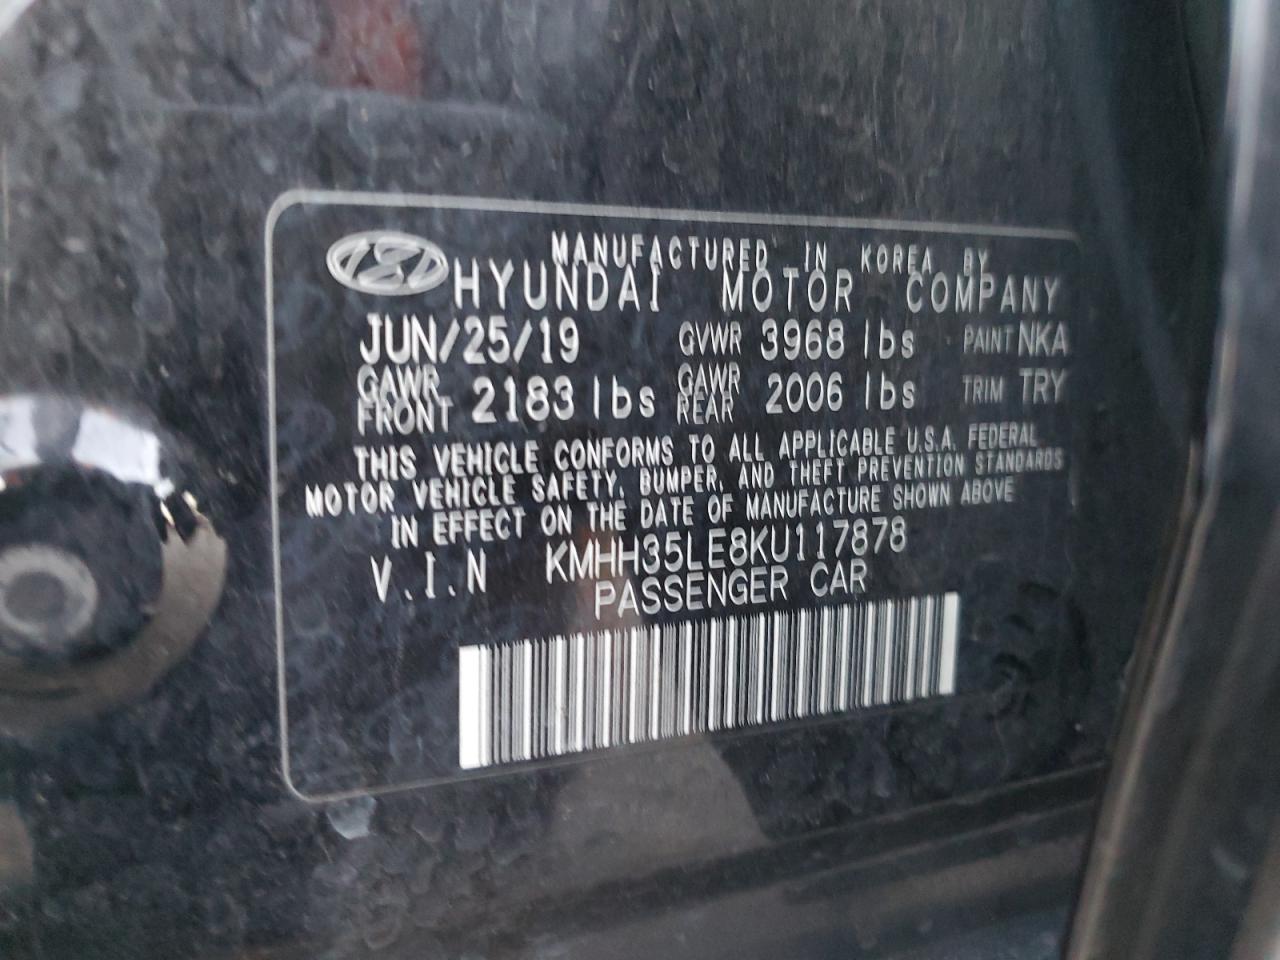 MANUFACTURED IN KOREA BY
HYUNDAI MOTOR COMPANY
JUN/25/19 GVWR 3968 lbs PAINT NKA
GAWR FRONT 2183 lbs GAWR REAR 2006 lbs TRIM TRY
THIS VEHICLE CONFORMS TO ALL APPLICABLE U.S.A. FEDERAL
MOTOR VEHICLE SAFETY, BUMPER, AND THEFT PREVENTION STANDARDS
IN EFFECT ON THE DATE OF MANUFACTURE SHOWN ABOVE
V.I.N KMHH35LE8KU117878
PASSENGER CAR